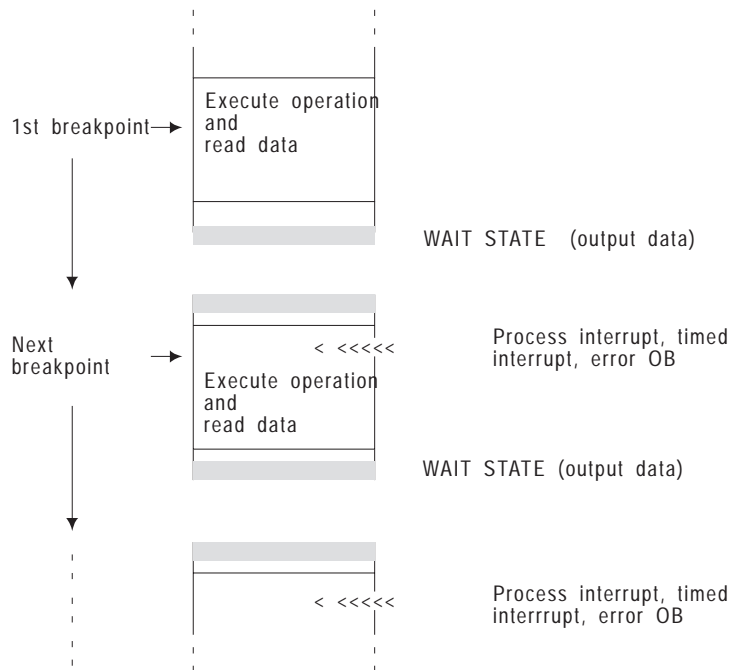 Execute operation
and
read data
1st breakpoint
WAIT STATE (output data)
Next
breakpoint
< <<<<<
Process interrupt, timed
interrupt, error OB
Execute operation
and
read data
WAIT STATE (output data)
< <<<<<
Process interrupt, timed
interrrupt, error OB